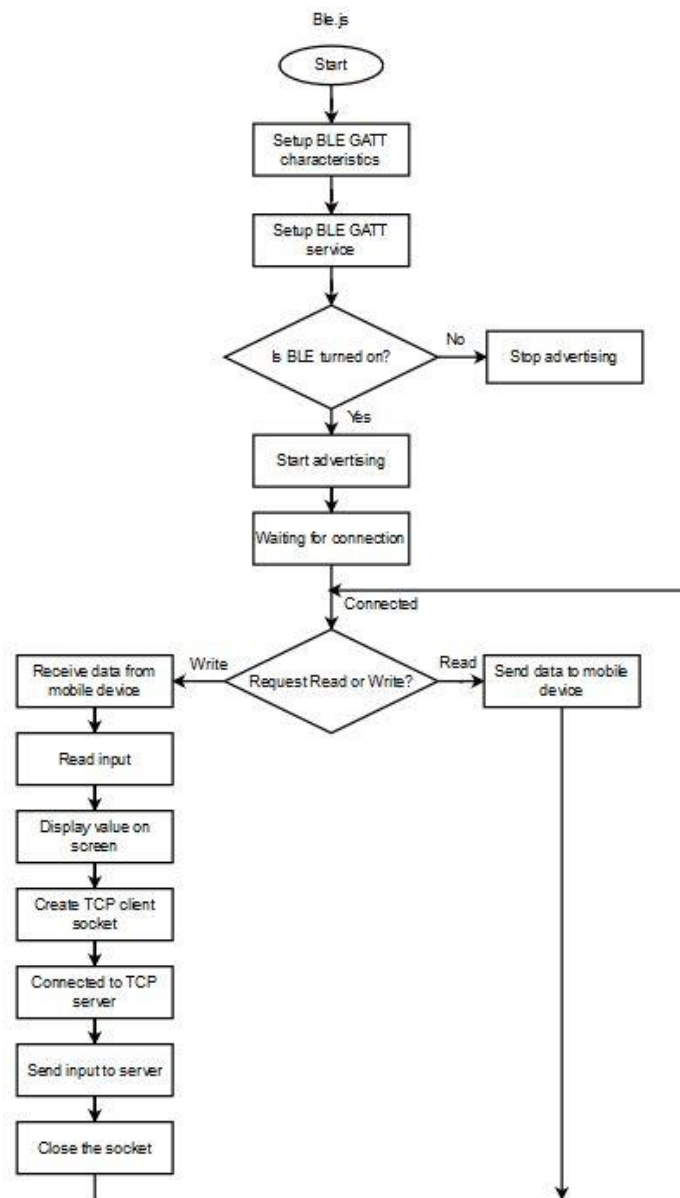 Ble.js
Start
Setup BLE GATT
characteristics
Setup BLE GATT
service
Is BLE turned on?
No
Stop advertising
Yes
Start advertising
Waiting for connection
Connected
Write
Receive data from
mobile device
Request Read or Write?
Read
Send data to mobile
device
Read input
Display value on
screen
Create TCP client
socket
Connected to TCP
server
Send input to server
Close the socket